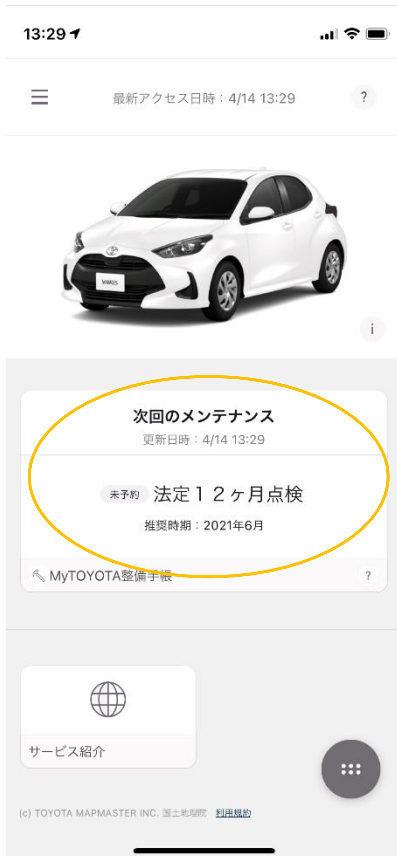 13:29
最新アクセス日時：4/14 13:29
?
i
次回のメンテナンス
更新日時：4/14 13:29
未予約 法定１２ヶ月点検
推奨時期：2021年6月
MyTOYOTA整備手帳 ?
サービス紹介
(c) TOYOTA MAPMASTER INC. 国土地理院 利用規約